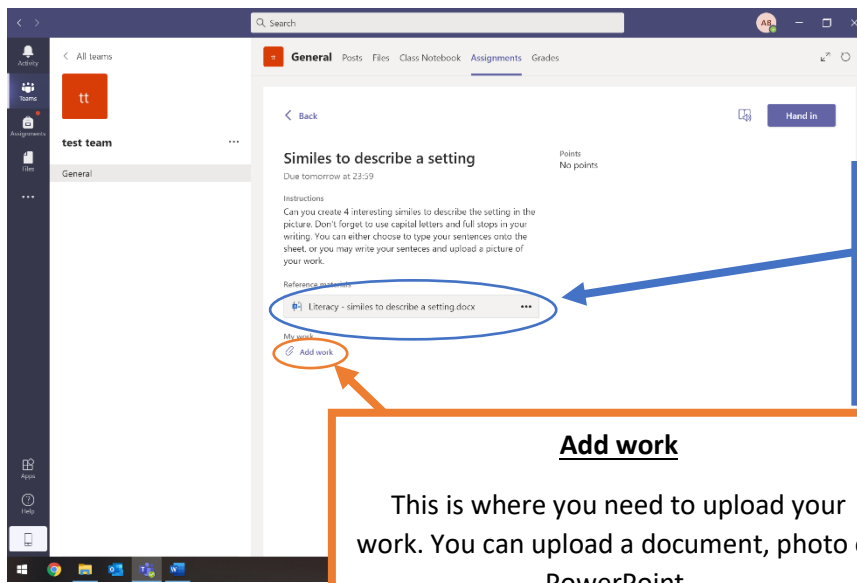 Search
AB
Activity
Teams
Assignments
Files
Apps
Help
All teams
tt
test team
General
tt General Posts Files Class Notebook Assignments Grades
Back
Hand in
Similes to describe a setting
Due tomorrow at 23:59
Points
No points
Instructions
Can you create 4 interesting similes to describe the setting in the
picture. Don't forget to use capital letters and full stops in your
writing. You can either choose to type your sentences onto the
sheet, or you may write your senteces and upload a picture of
your work.
Reference materials
Literacy - similes to describe a setting.docx
My work
Add work
Add work
This is where you need to upload your
work. You can upload a document, photo
PowerPoint